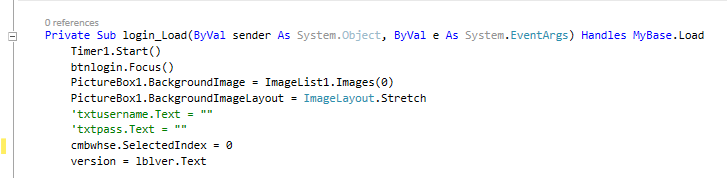 0 references
Private Sub login_Load(ByVal sender As System.Object, ByVal e As System.EventArgs) Handles MyBase.Load
Timer1.Start()
btnlogin.Focus()
PictureBox1.BackgroundImage = ImageList1.Images(0)
PictureBox1.BackgroundImageLayout = ImageLayout.Stretch
'txtusername.Text = ""
'txtpass.Text = ""
cmbwhse.SelectedIndex = 0
version = lblver.Text